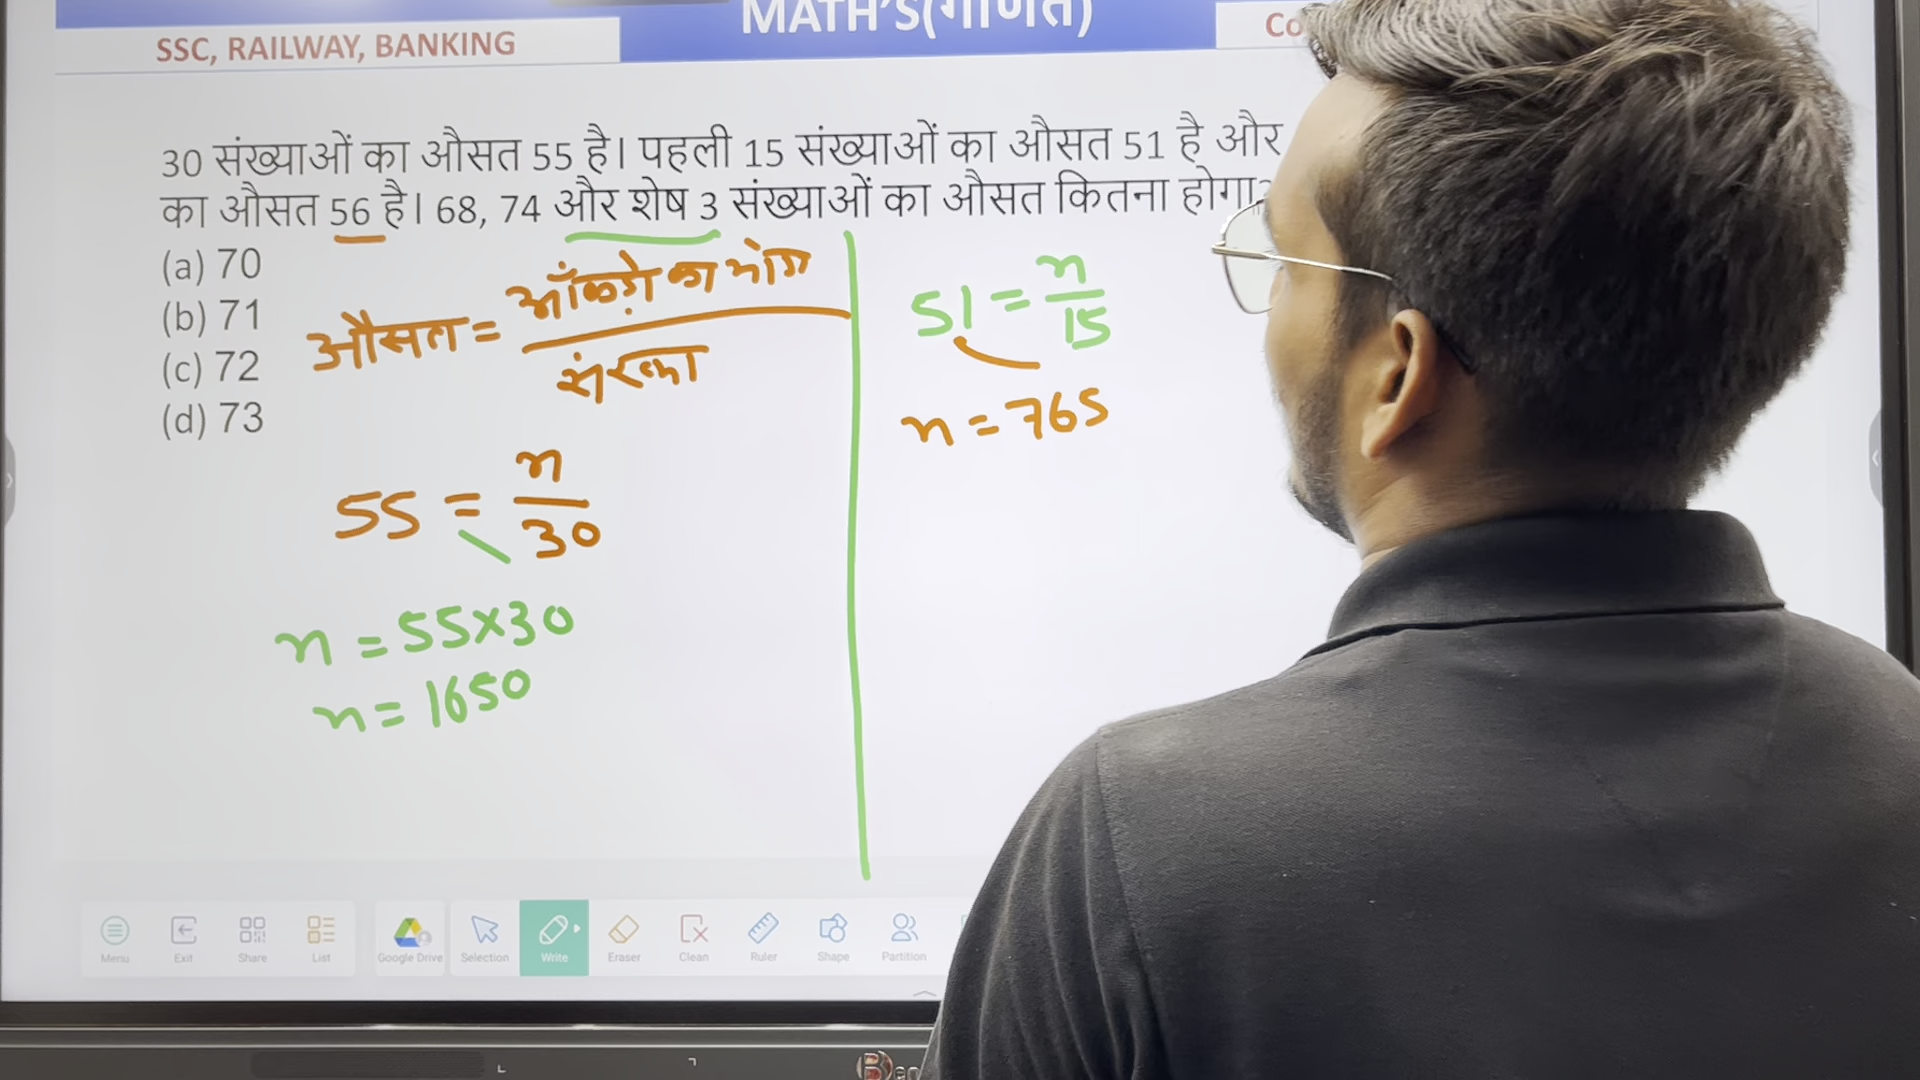 MATH'S(गणित)
SSC, RAILWAY, BANKING
Co
30 संख्याओं का औसत 55 है। पहली 15 संख्याओं का औसत 51 है और
का औसत 56 है। 68, 74 और शेष 3 संख्याओं का औसत कितना होगा?
(a) 70
(b) 71
(c) 72
(d) 73
औसत = आँकड़ो का योग
संख्या
55 = n
30
n = 55×30
n = 1650
51 = n
15
n = 765
Menu Exit Share List Google Drive Selection Write Eraser Clean Ruler Shape Partition
Ben